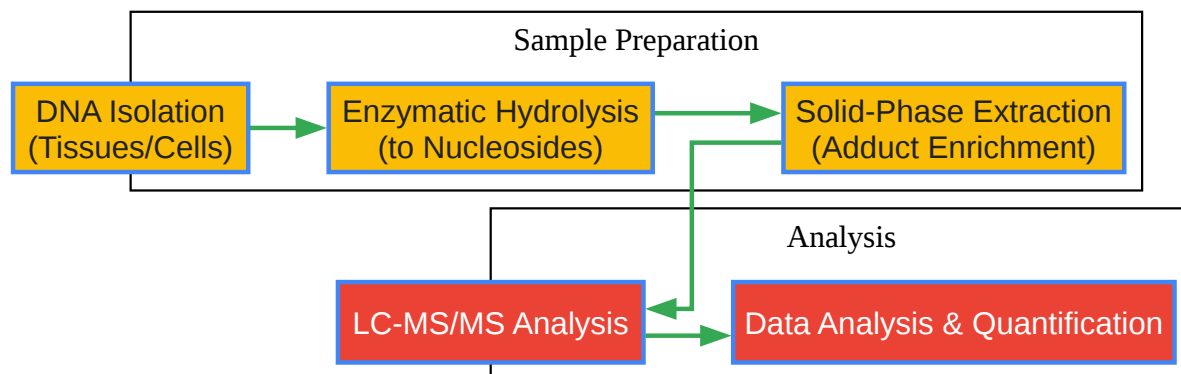 Sample Preparation
DNA Isolation
(Tissues/Cells)
Enzymatic Hydrolysis
(to Nucleosides)
Solid-Phase Extraction
(Adduct Enrichment)
Analysis
LC-MS/MS Analysis
Data Analysis & Quantification